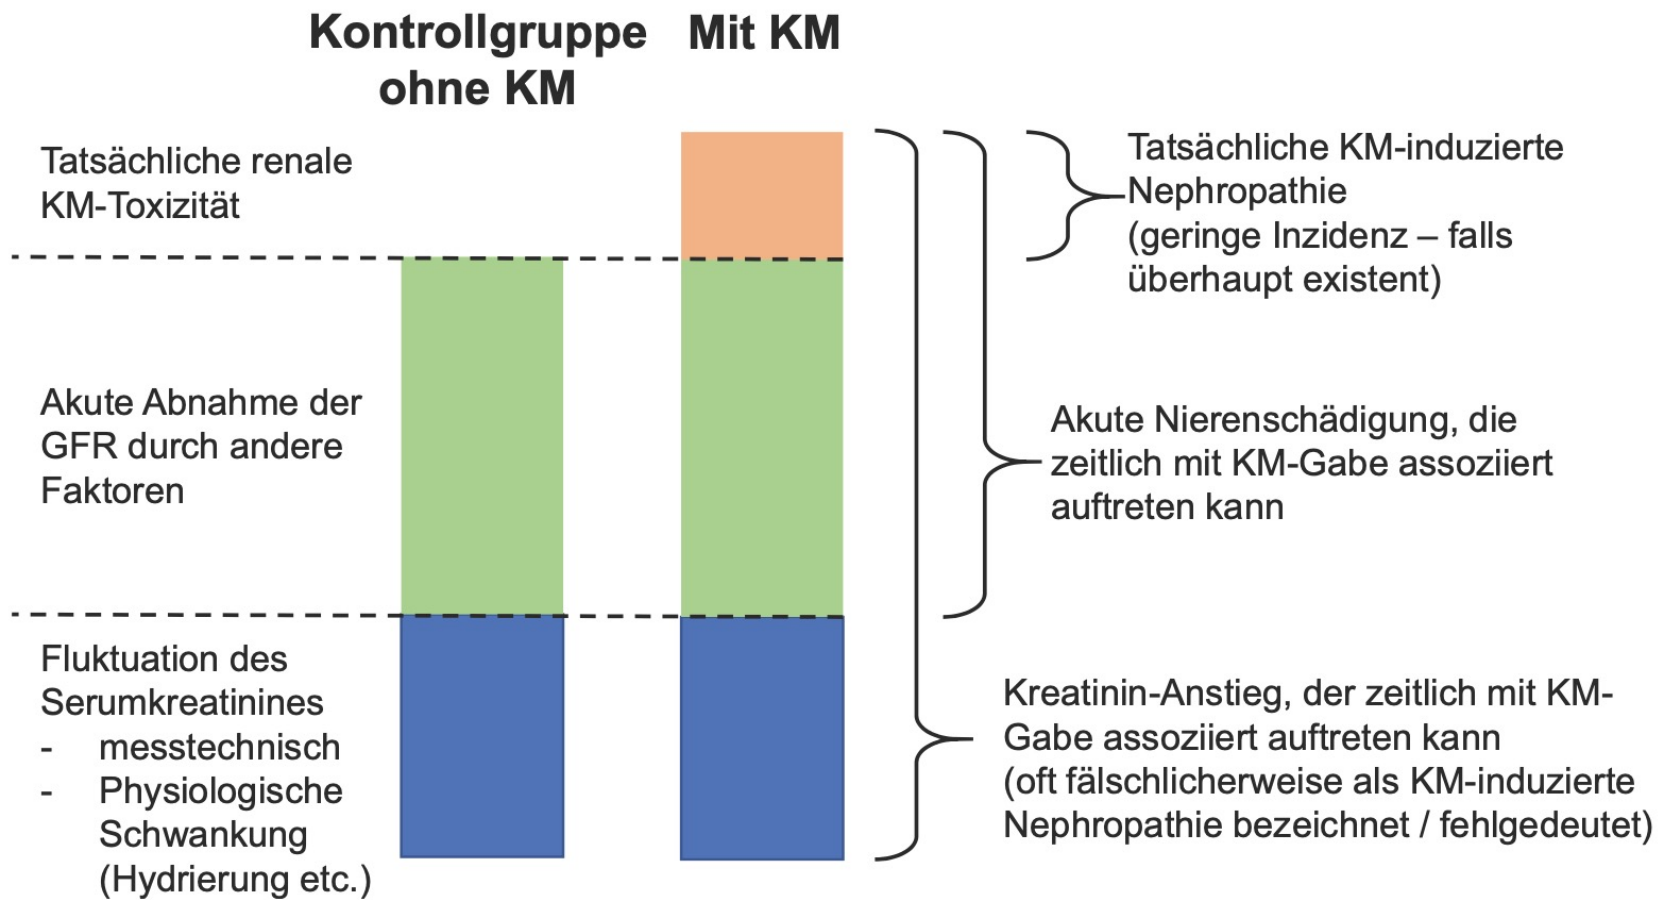 Kontrollgruppe
ohne KM
Mit KM
Tatsächliche renale
KM-Toxizität
Akute Abnahme der
GFR durch andere
Faktoren
Fluktuation des
Serumkreatinines
- messtechnisch
- Physiologische
Schwankung
(Hydrierung etc.)
Tatsächliche KM-induzierte
Nephropathie
(geringe Inzidenz – falls
überhaupt existent)
Akute Nierenschädigung, die
zeitlich mit KM-Gabe assoziiert
auftreten kann
Kreatinin-Anstieg, der zeitlich mit KM-
Gabe assoziiert auftreten kann
(oft fälschlicherweise als KM-induzierte
Nephropathie bezeichnet / fehlgedeutet)